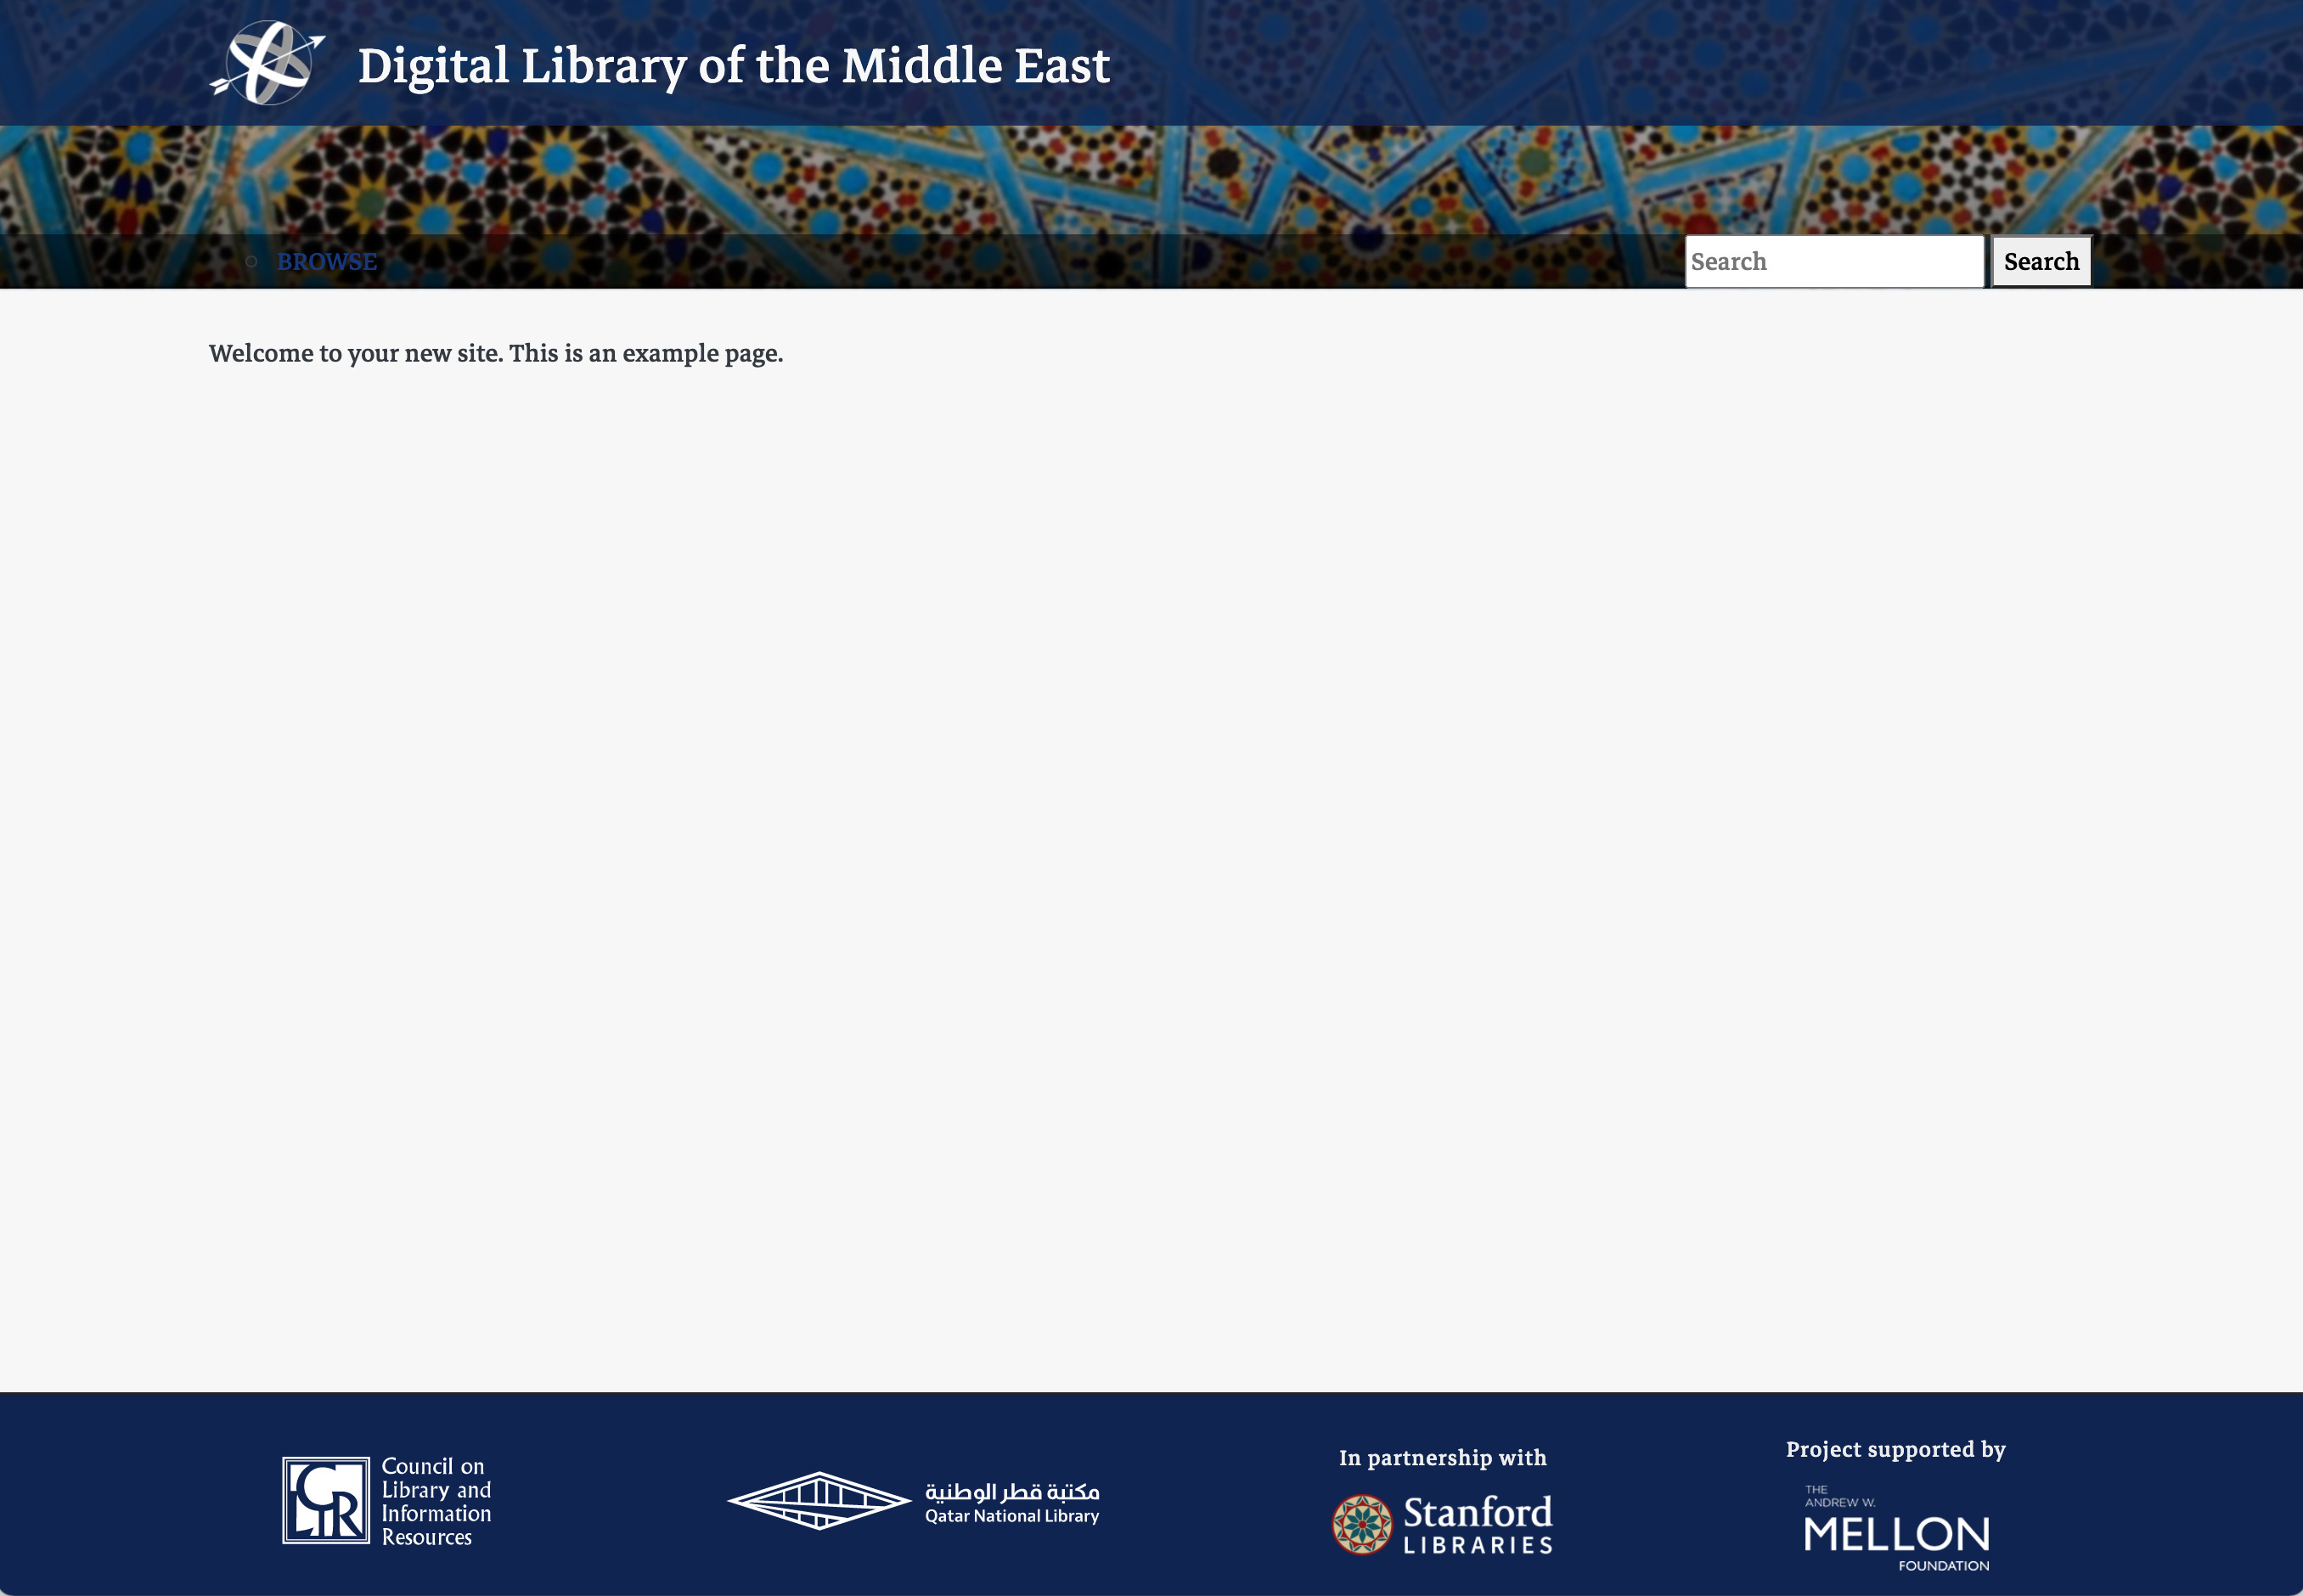 Digital Library of the Middle East
BROWSE
Search
Search
Welcome to your new site. This is an example page.
CLIR
Council on
Library and
Information
Resources
مكتبة قطر الوطنية
Qatar National Library
In partnership with
Stanford
LIBRARIES
Project supported by
THE
ANDREW W.
MELLON
FOUNDATION